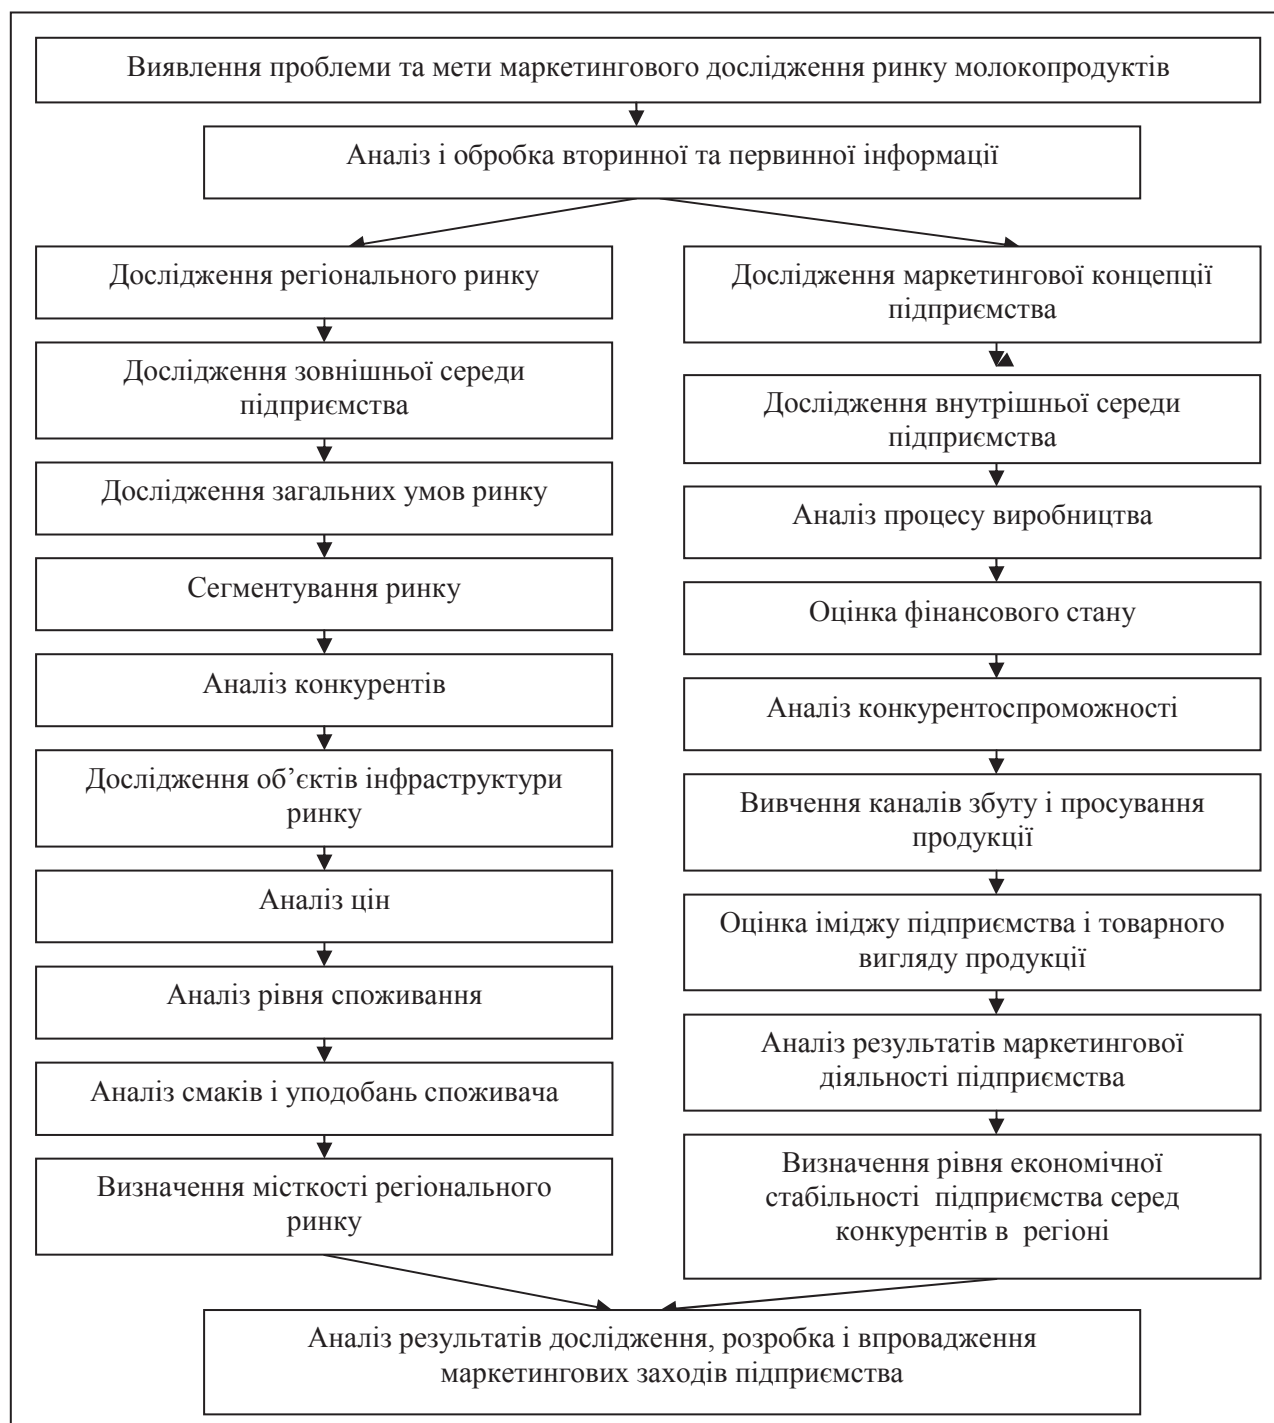 Виявлення проблеми та мети маркетингового дослідження ринку молокопродуктів
Аналіз і обробка вторинної та первинної інформації
Дослідження регіонального ринку
Дослідження зовнішньої середи
підприємства
Дослідження загальних умов ринку
Сегментування ринку
Аналіз конкурентів
Дослідження об’єктів інфраструктури
ринку
Аналіз цін
Аналіз рівня споживання
Аналіз смаків і уподобань споживача
Визначення місткості регіонального
ринку
Дослідження маркетингової концепції
підприємства
Дослідження внутрішньої середи
підприємства
Аналіз процесу виробництва
Оцінка фінансового стану
Аналіз конкурентоспроможності
Вивчення каналів збуту і просування
продукції
Оцінка іміджу підприємства і товарного
вигляду продукції
Аналіз результатів маркетингової
діяльності підприємства
Визначення рівня економічної
стабільності  підприємства серед
конкурентів в  регіоні
Аналіз результатів дослідження, розробка і впровадження
маркетингових заходів підприємства